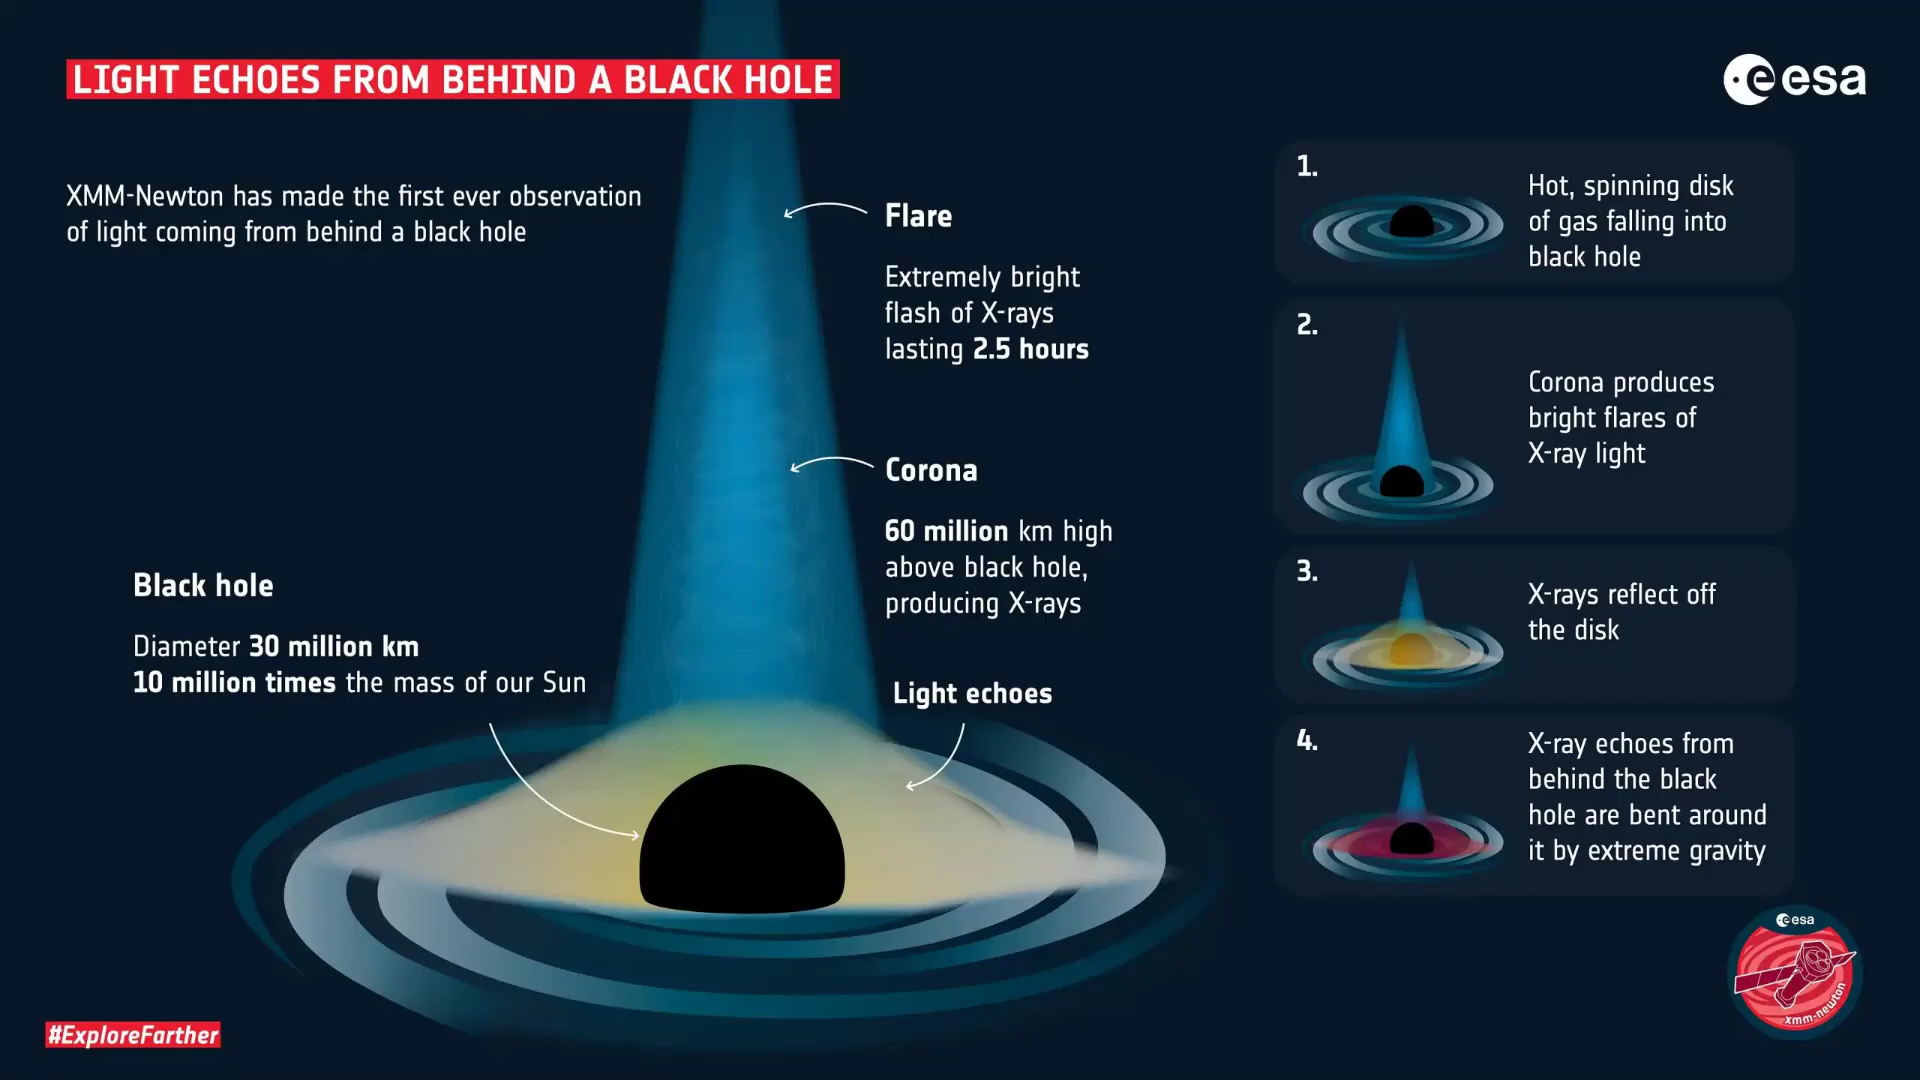 LIGHT ECHOES FROM BEHIND A BLACK HOLE
esa
XMM-Newton has made the first ever observation
of light coming from behind a black hole
Flare
Extremely bright
flash of X-rays
lasting 2.5 hours
Corona
60 million km high
above black hole,
producing X-rays
Black hole
Diameter 30 million km
10 million times the mass of our Sun
Light echoes
1.
Hot, spinning disk
of gas falling into
black hole
2.
Corona produces
bright flares of
X-ray light
3.
X-rays reflect off
the disk
4.
X-ray echoes from
behind the black
hole are bent around
it by extreme gravity
esa
xmm-newton
#ExploreFarther